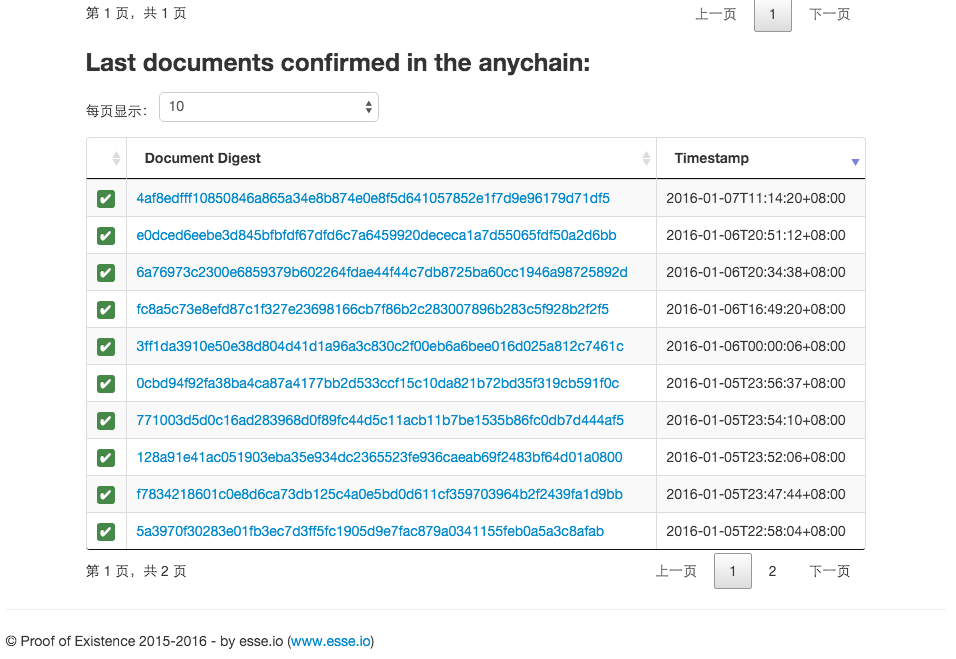 第 1 页，共 1 页 上一页 1 下一页
Last documents confirmed in the anychain:
每页显示： 10
Document Digest Timestamp
4af8edfff10850846a865a34e8b874e0e8f5d641057852e1f7d9e96179d71df5 2016-01-07T11:14:20+08:00
e0dced6eebe3d845bfbfdf67dfd6c7a6459920dececa1a7d55065fdf50a2d6bb 2016-01-06T20:51:12+08:00
6a76973c2300e6859379b602264fdae44f44c7db8725ba60cc1946a98725892d 2016-01-06T20:34:38+08:00
fc8a5c73e8efd87c1f327e23698166cb7f86b2c283007896b283c5f928b2f2f5 2016-01-06T16:49:20+08:00
3ff1da3910e50e38d804d41d1a96a3c830c2f00eb6a6bee016d025a812c7461c 2016-01-06T00:00:06+08:00
0cbd94f92fa38ba4ca87a4177bb2d533ccf15c10da821b72bd35f319cb591f0c 2016-01-05T23:56:37+08:00
771003d5d0c16ad283968d0f89fc44d5c11acb11b7be1535b86fc0db7d444af5 2016-01-05T23:54:10+08:00
128a91e41ac051903eba35e934dc2365523fe936caeab69f2483bf64d01a0800 2016-01-05T23:52:06+08:00
f7834218601c0e8d6ca73db125c4a0e5bd0d611cf359703964b2f2439fa1d9bb 2016-01-05T23:47:44+08:00
5a3970f30283e01fb3ec7d3ff5fc1905d9e7fac879a0341155feb0a5a3c8afab 2016-01-05T22:58:04+08:00
第 1 页，共 2 页 上一页 1 2 下一页
© Proof of Existence 2015-2016 - by esse.io (www.esse.io)